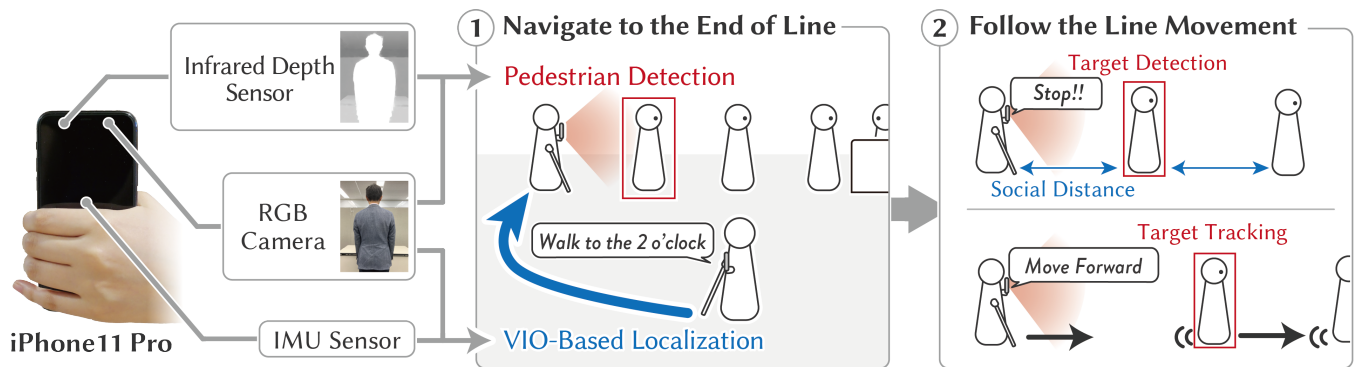 iPhone11 Pro
Infrared Depth
Sensor
RGB
Camera
IMU Sensor
1 Navigate to the End of Line
Pedestrian Detection
Walk to the 2 o'clock
VIO-Based Localization
2 Follow the Line Movement
Target Detection
Stop!!
Social Distance
Target Tracking
Move Forward